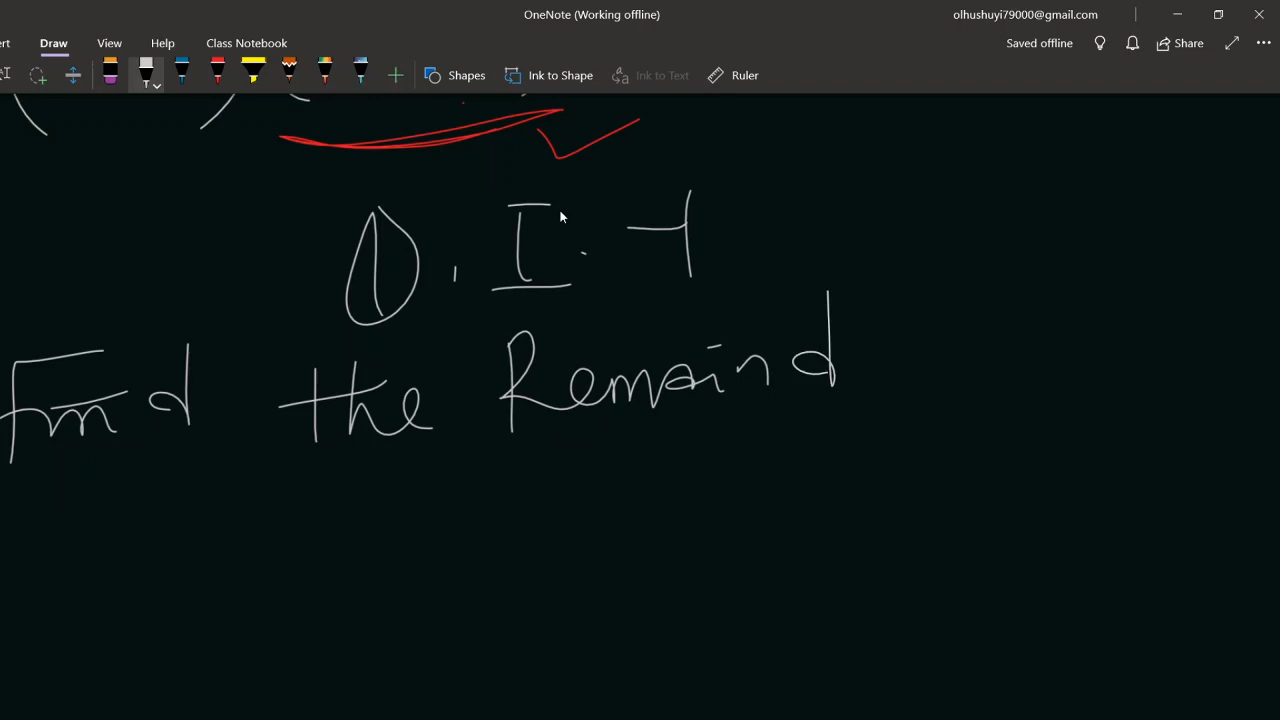 OneNote (Working offline) olhushuyi79000@gmail.com
rt Draw View Help Class Notebook Saved offline Share
Shapes Ink to Shape Ink to Text Ruler
D. I. Y
Find the Remaind